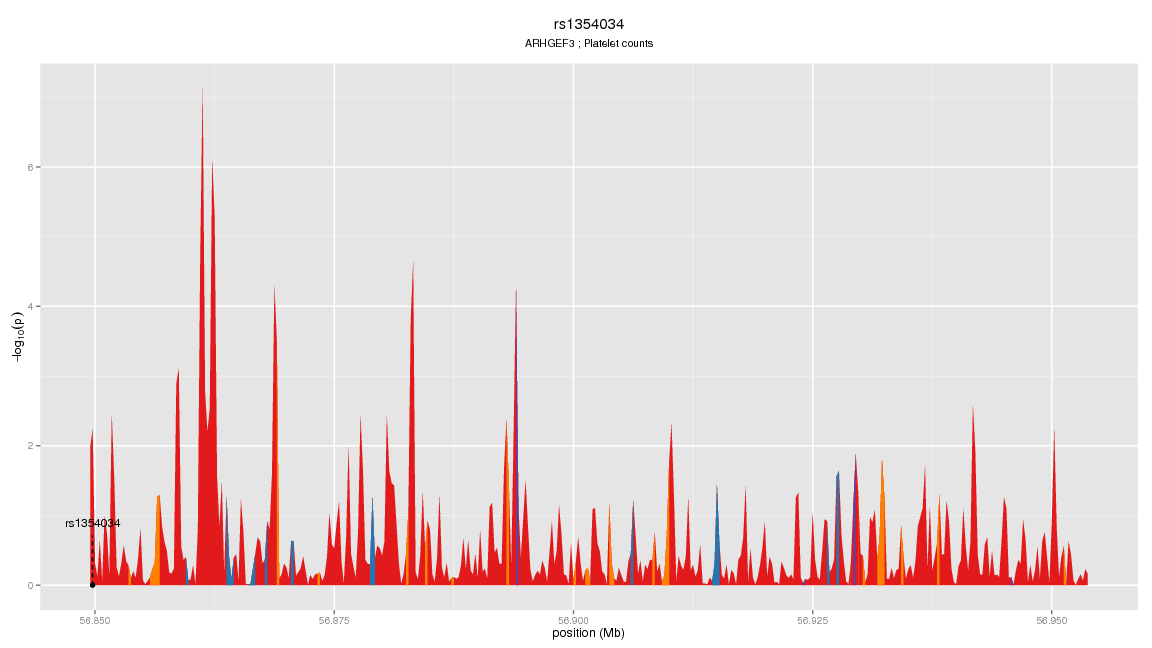 rs1354034
ARHGEF3 ; Platelet counts
−log10(p)
6
4
2
0
rs1354034
56.850
56.875
56.900
56.925
56.950
position (Mb)